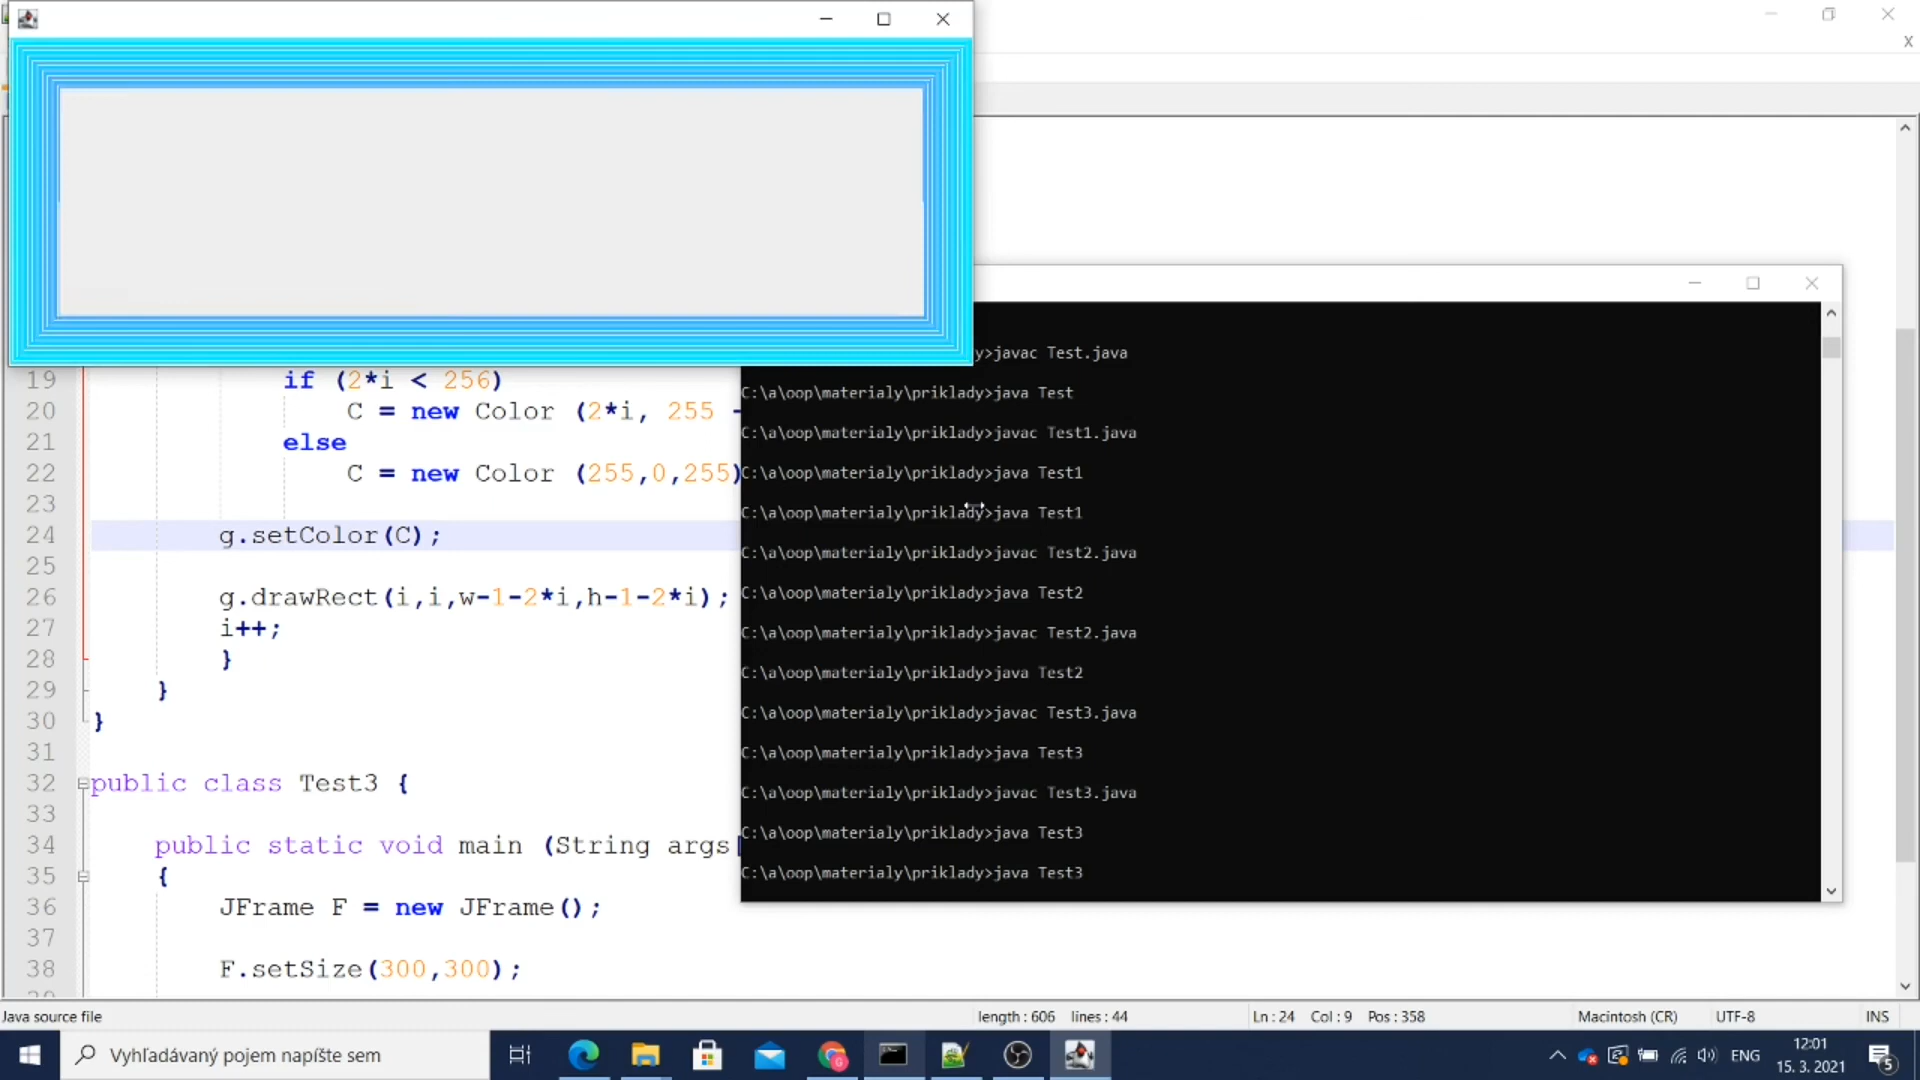 X
19 if (2*i < 256)
20 C = new Color (2*i, 255 -
21 else
22 C = new Color (255,0,255)
23
24 g.setColor(C);
25
26 g.drawRect(i,i,w-1-2*i,h-1-2*i);
27 i++;
28 }
29 }
30 }
31
32 public class Test3 {
33
34 public static void main (String args
35 {
36 JFrame F = new JFrame();
37
38 F.setSize(300,300);
y>javac Test.java
C:\a\oop\materialy\priklady>java Test
C:\a\oop\materialy\priklady>javac Test1.java
C:\a\oop\materialy\priklady>java Test1
C:\a\oop\materialy\priklady>java Test1
C:\a\oop\materialy\priklady>javac Test2.java
C:\a\oop\materialy\priklady>java Test2
C:\a\oop\materialy\priklady>javac Test2.java
C:\a\oop\materialy\priklady>java Test2
C:\a\oop\materialy\priklady>javac Test3.java
C:\a\oop\materialy\priklady>java Test3
C:\a\oop\materialy\priklady>javac Test3.java
C:\a\oop\materialy\priklady>java Test3
C:\a\oop\materialy\priklady>java Test3
Java source file length : 606 lines : 44 Ln : 24 Col : 9 Pos : 358 Macintosh (CR) UTF-8 INS
Vyhľadávaný pojem napíšte sem
ENG
12:01
15. 3. 2021
5